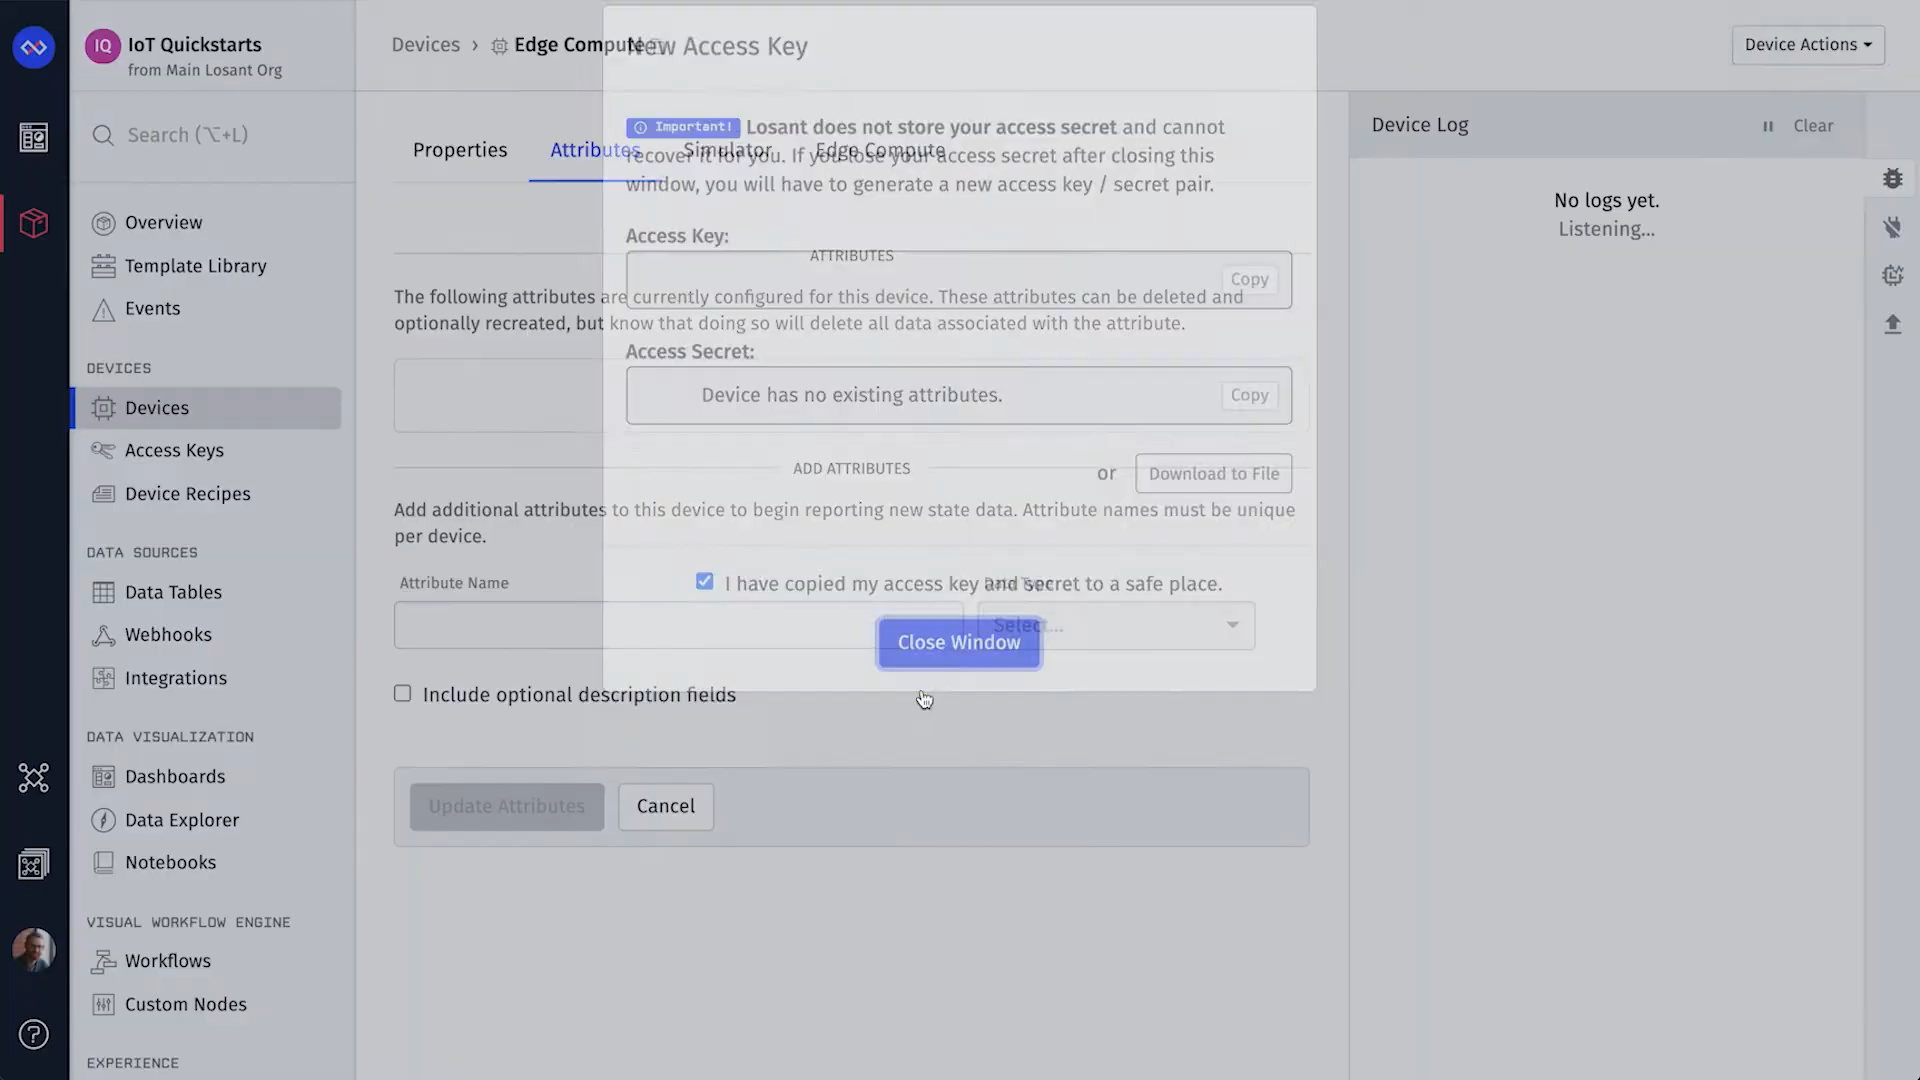 IQ
IoT Quickstarts
from Main Losant Org
Search (⌥+L)
Overview
Template Library
Events
DEVICES
Devices
Access Keys
Device Recipes
DATA SOURCES
Data Tables
Webhooks
Integrations
DATA VISUALIZATION
Dashboards
Data Explorer
Notebooks
VISUAL WORKFLOW ENGINE
Workflows
Custom Nodes
EXPERIENCE
Devices › Edge Compute
Device Actions
Properties
Attributes
Simulator
Edge Compute
ATTRIBUTES
The following attributes are currently configured for this device. These attributes can be deleted and
optionally recreated, but know that doing so will delete all data associated with the attribute.
Device has no existing attributes.
ADD ATTRIBUTES
Add additional attributes to this device to begin reporting new state data. Attribute names must be unique
per device.
Attribute Name
Data Type
Select...
Include optional description fields
Update Attributes
Cancel
New Access Key
Important! Losant does not store your access secret and cannot
recover it for you. If you lose your access secret after closing this
window, you will have to generate a new access key / secret pair.
Access Key:
Copy
Access Secret:
Copy
or
Download to File
I have copied my access key and secret to a safe place.
Close Window
Device Log
Clear
No logs yet.
Listening...